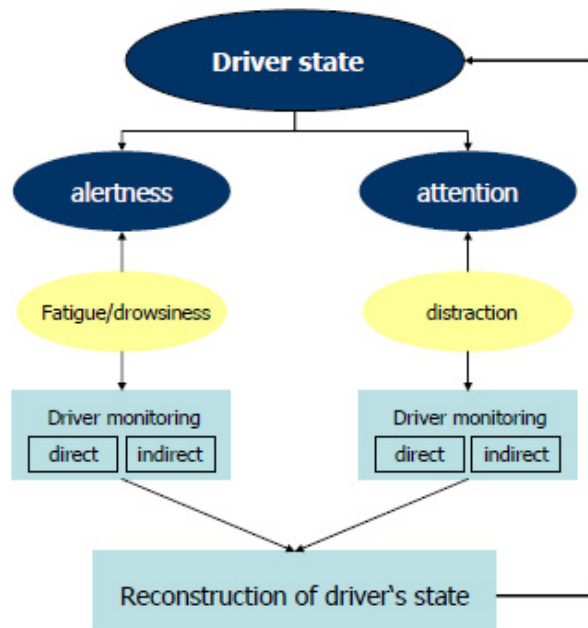 Driver state
alertness
attention
Fatigue/drowsiness
distraction
Driver monitoring
direct
indirect
Driver monitoring
direct
indirect
Reconstruction of driver‘s state